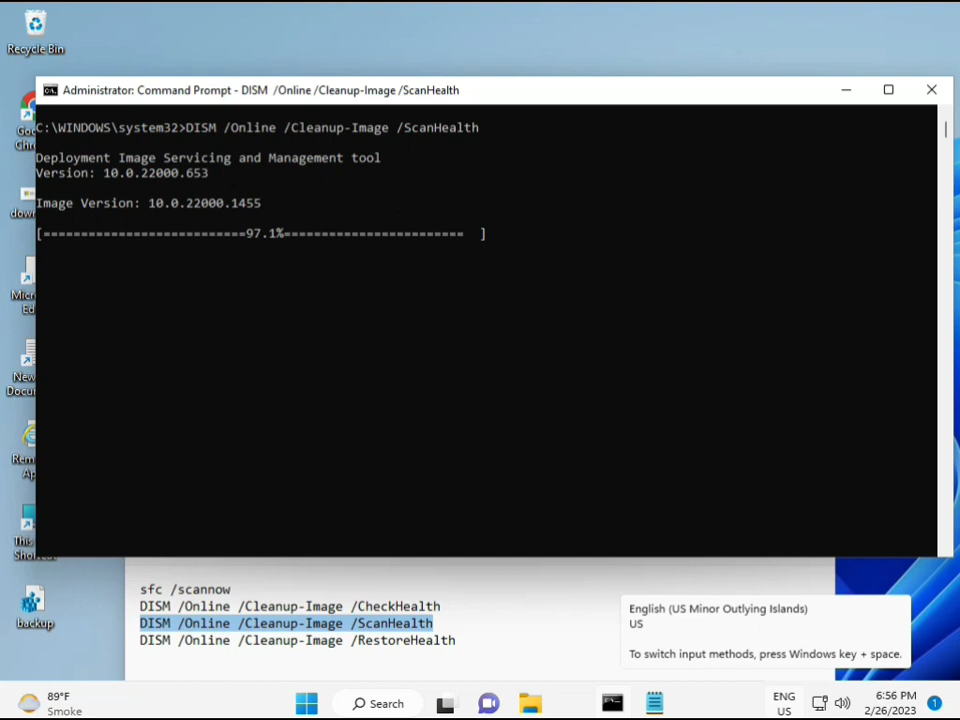 Recycle Bin
Administrator: Command Prompt - DISM /Online /Cleanup-Image /ScanHealth
C:\WINDOWS\system32>DISM /Online /Cleanup-Image /ScanHealth
Deployment Image Servicing and Management tool
Version: 10.0.22000.653
Image Version: 10.0.22000.1455
[===========================97.1%======================== ]
backup
sfc /scannow
DISM /Online /Cleanup-Image /CheckHealth
DISM /Online /Cleanup-Image /ScanHealth
DISM /Online /Cleanup-Image /RestoreHealth
English (US Minor Outlying Islands)
US
To switch input methods, press Windows key + space.
89°F
Smoke
Search
ENG
US
6:56 PM
2/26/2023
1